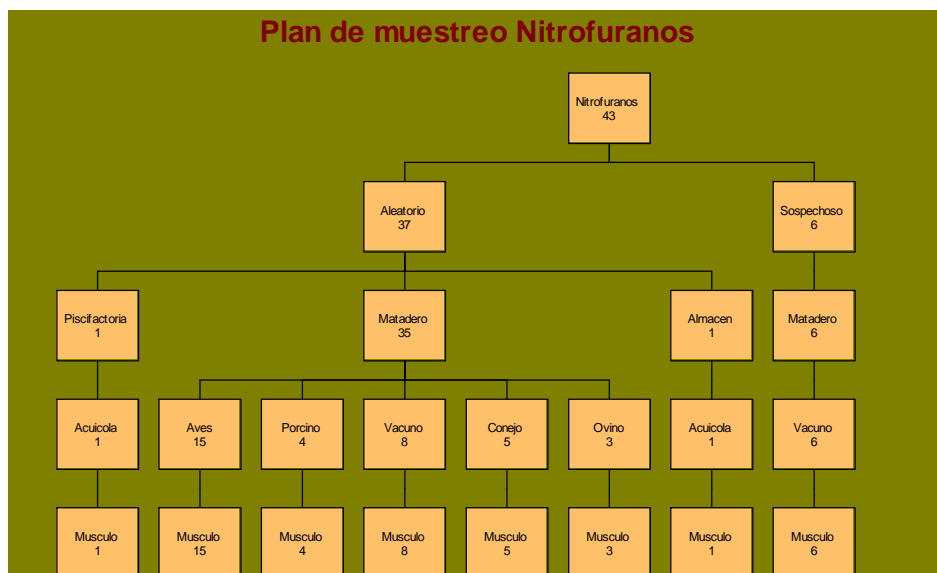 Plan de muestreo Nitrofuranos
Nitrofuranos
43
Aleatorio
37
Sospechoso
6
Piscifactoria
1
Matadero
35
Almacen
1
Matadero
6
Acuicola
1
Aves
15
Porcino
4
Vacuno
8
Conejo
5
Ovino
3
Acuicola
1
Vacuno
6
Musculo
1
Musculo
15
Musculo
4
Musculo
8
Musculo
5
Musculo
3
Musculo
1
Musculo
6